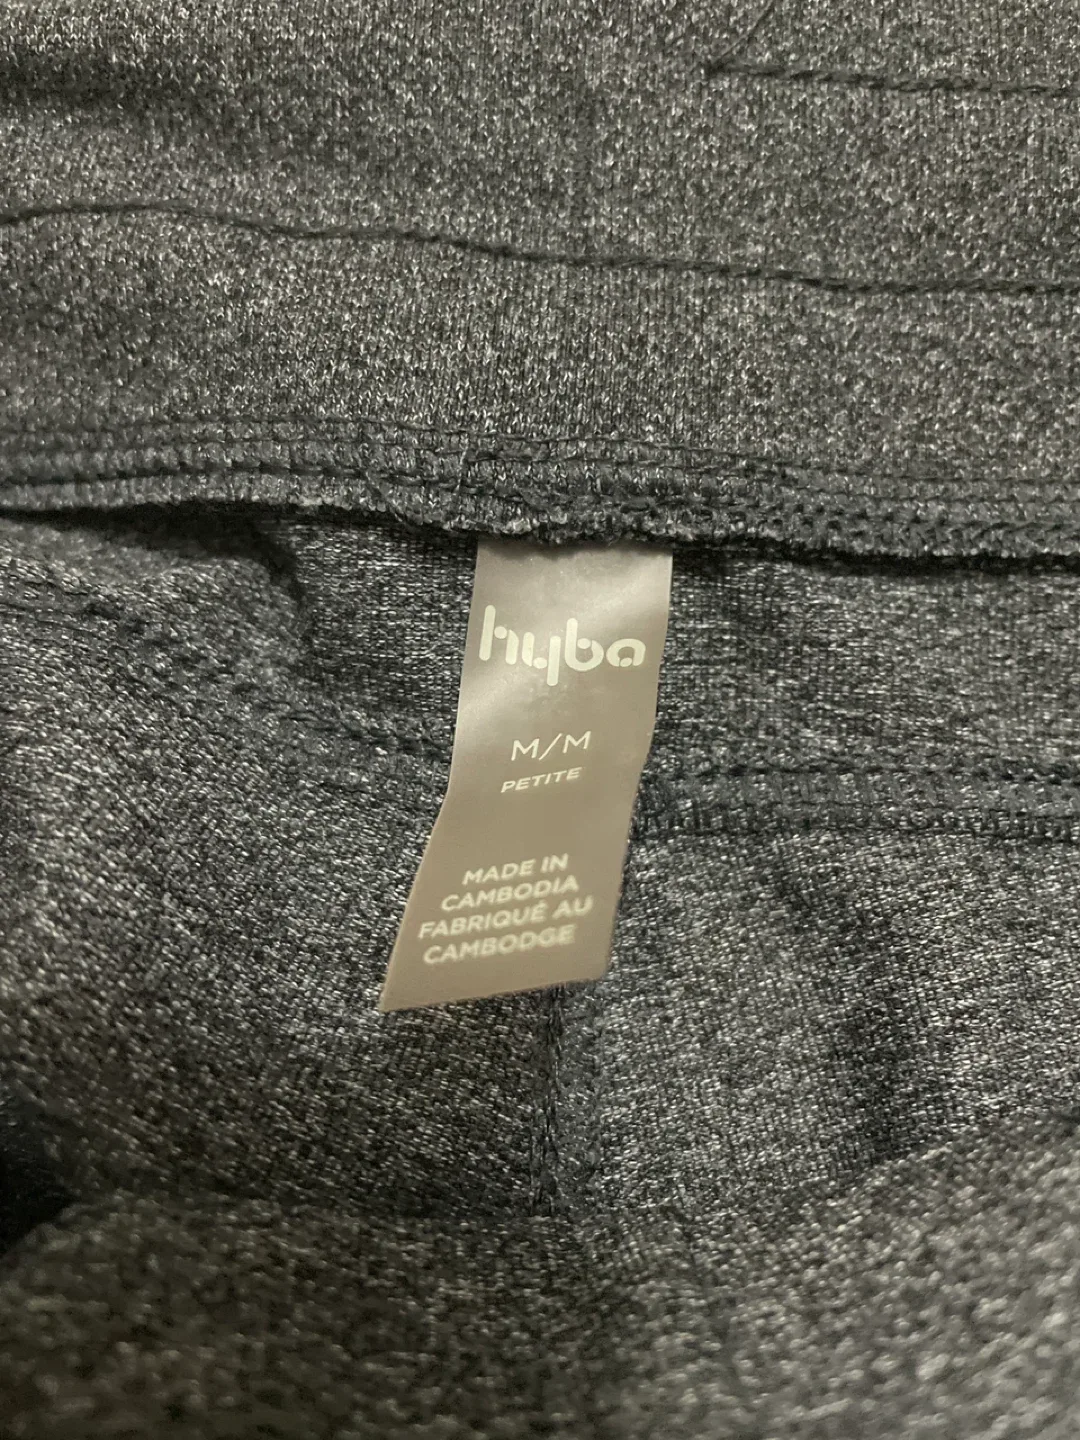 hyba
M/M
PETITE
MADE IN
CAMBODIA
FABRIQUÉ AU
CAMBODGE